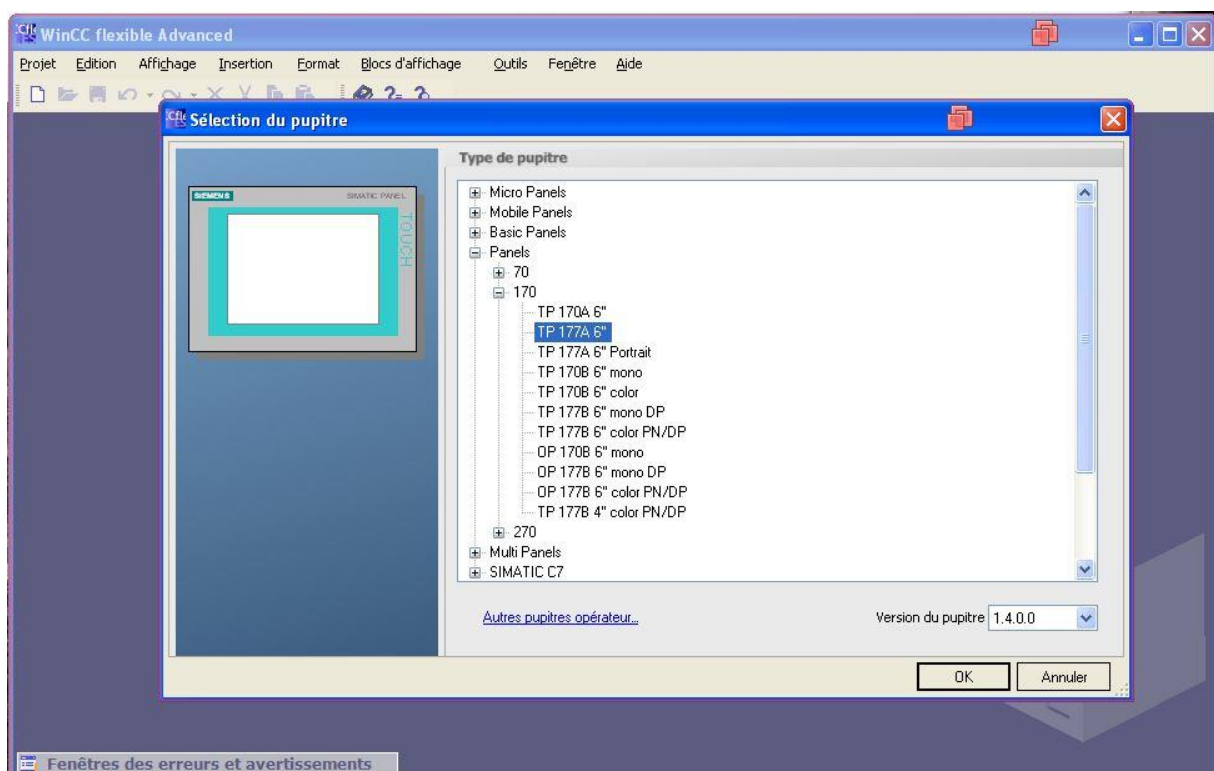 WinCC flexible Advanced
Projet Edition Affichage Insertion Format Blocs d'affichage Outils Fenêtre Aide
Sélection du pupitre
Type de pupitre
SIEMENS
SIMATIC PANEL
TOUCH
Micro Panels
Mobile Panels
Basic Panels
Panels
70
170
TP 170A 6"
TP 177A 6"
TP 177A 6" Portrait
TP 170B 6" mono
TP 170B 6" color
TP 177B 6" mono DP
TP 177B 6" color PN/DP
OP 170B 6" mono
OP 177B 6" mono DP
OP 177B 6" color PN/DP
TP 177B 4" color PN/DP
270
Multi Panels
SIMATIC C7
Autres pupitres opérateur...
Version du pupitre 1.4.0.0
OK Annuler
Fenêtres des erreurs et avertissements